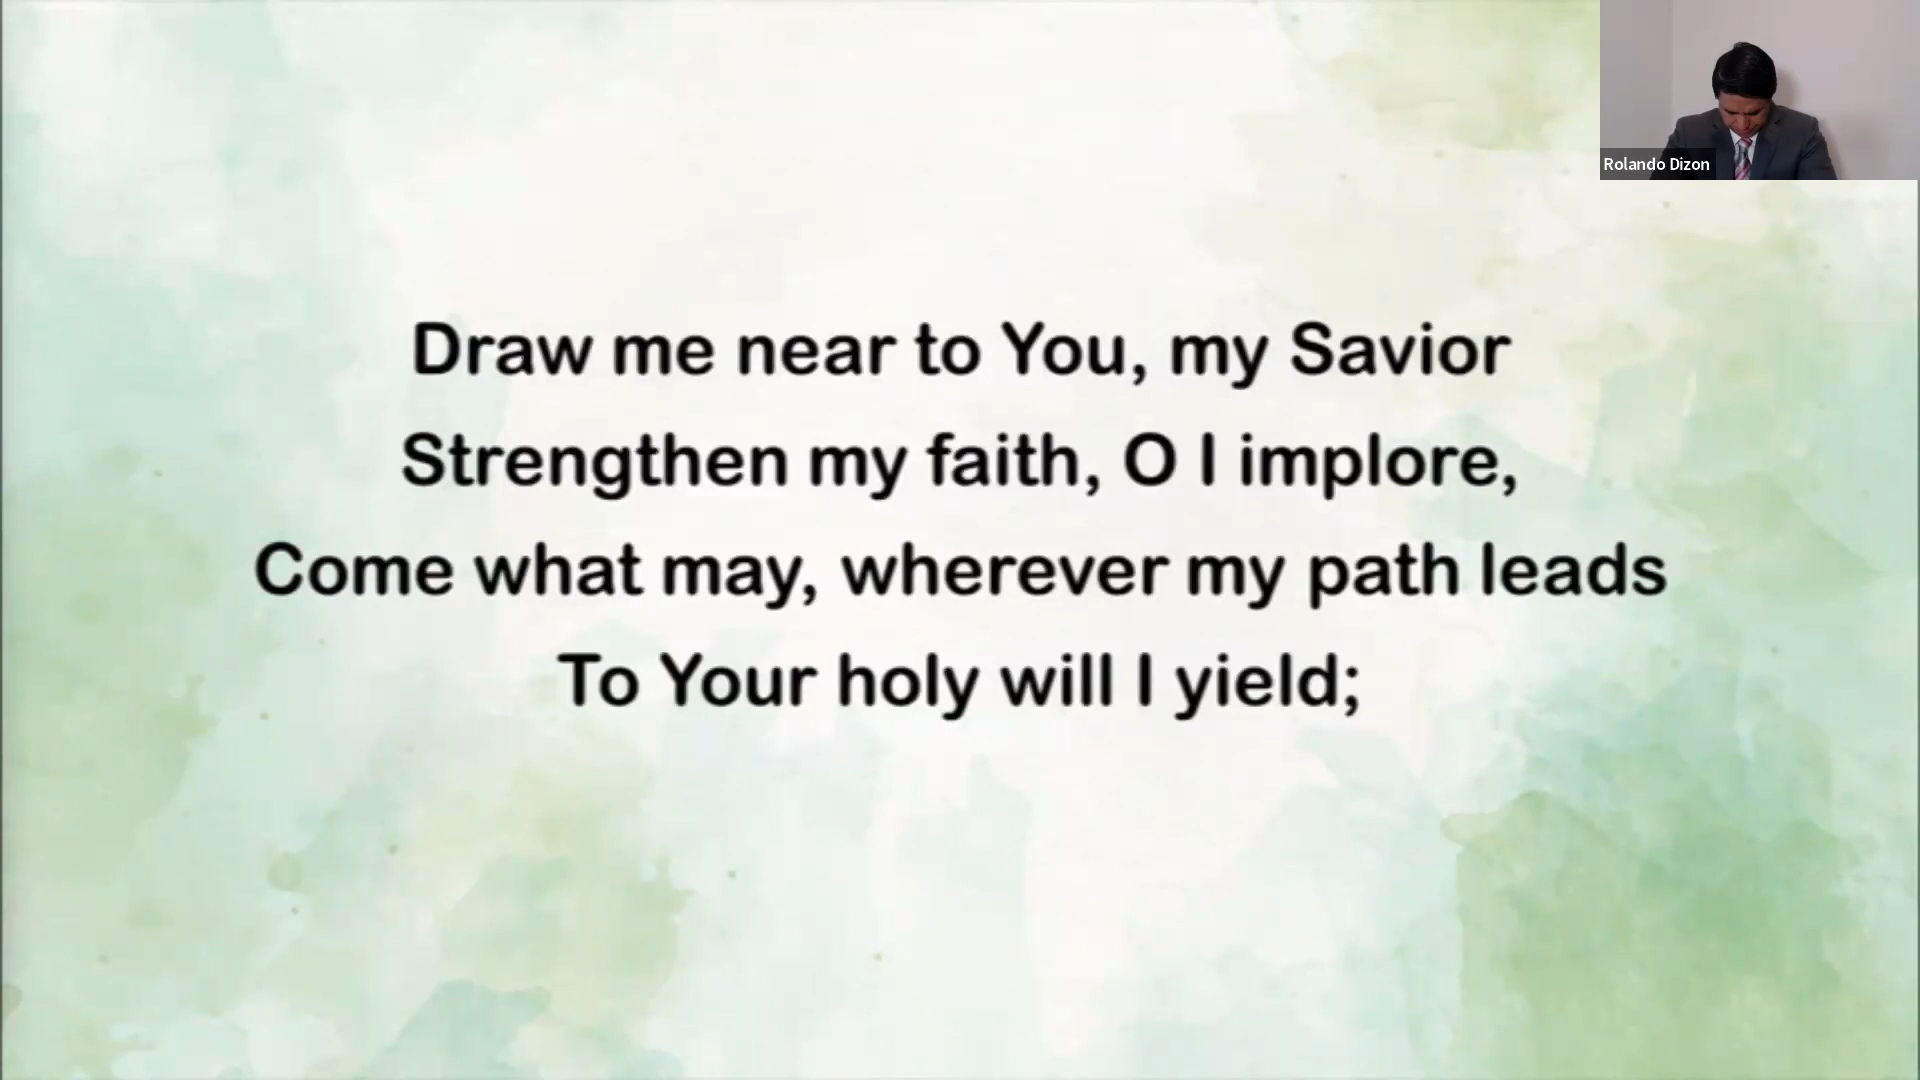 Rolando Dizon
Draw me near to You, my Savior
Strengthen my faith, O I implore,
Come what may, wherever my path leads
To Your holy will I yield;